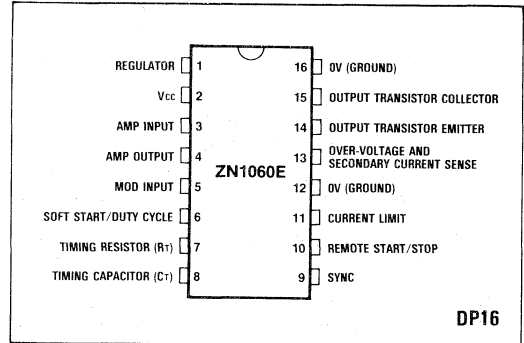 REGULATOR 1
VCC 2
AMP INPUT 3
AMP OUTPUT 4
MOD INPUT 5
SOFT START/DUTY CYCLE 6
TIMING RESISTOR (RT) 7
TIMING CAPACITOR (CT) 8
ZN1060E
16 0V (GROUND)
15 OUTPUT TRANSISTOR COLLECTOR
14 OUTPUT TRANSISTOR EMITTER
13 OVER-VOLTAGE AND
SECONDARY CURRENT SENSE
12 0V (GROUND)
11 CURRENT LIMIT
10 REMOTE START/STOP
9 SYNC
DP16